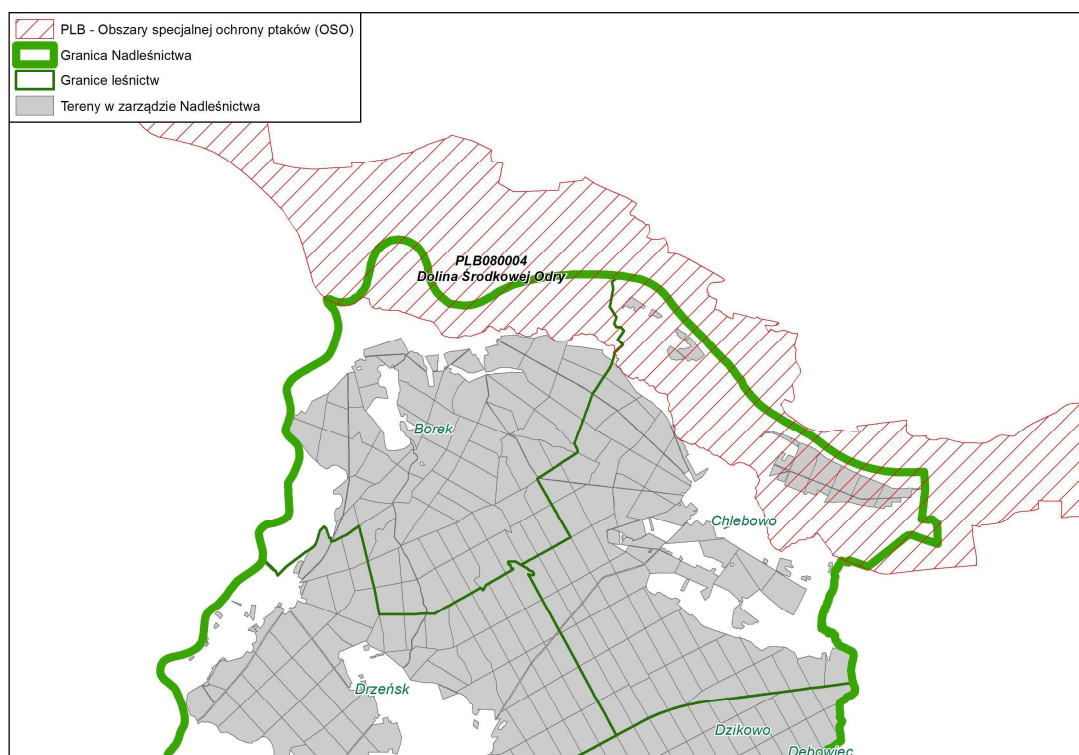 PLB - Obszary specjalnej ochrony ptaków (OSO)
Granica Nadleśnictwa
Granice leśnictw
Tereny w zarządzie Nadleśnictwa
PLB080004
Dolina Środkowej Odry
Borek
Chlebowo
Drzeńsk
Dzikowo
Dębowiec